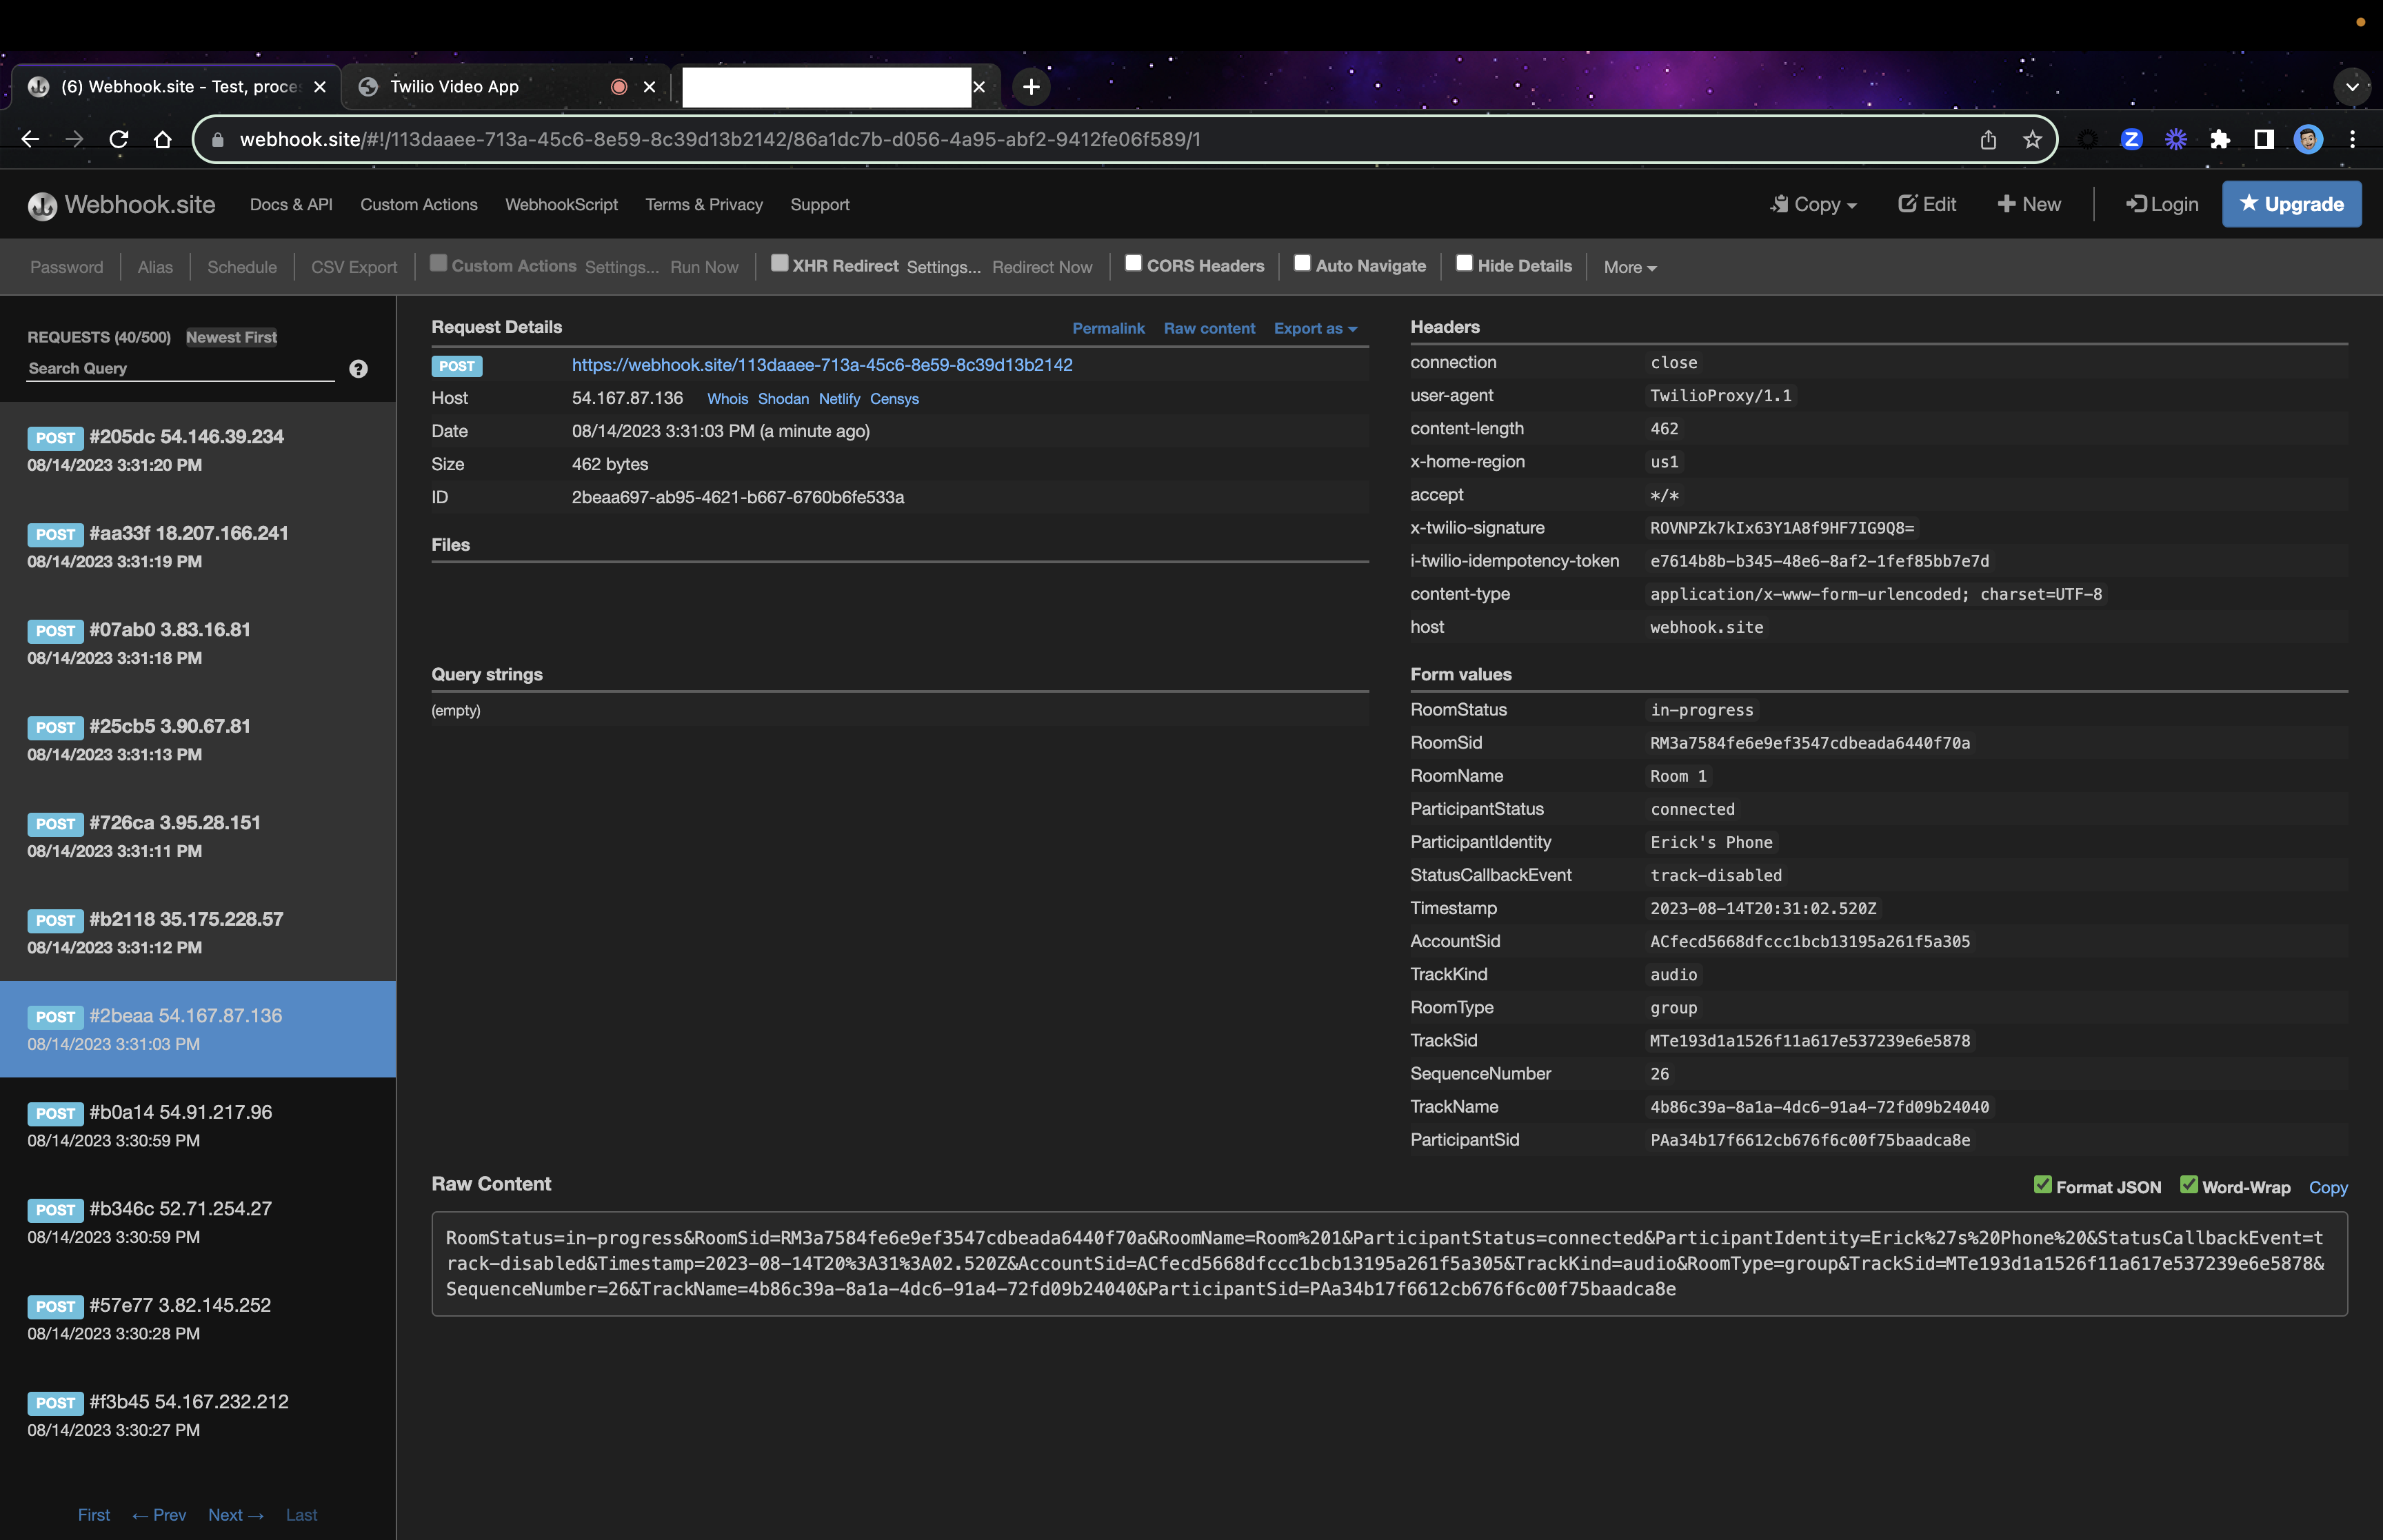 (6) Webhook.site - Test, proces
Twilio Video App
webhook.site/#!/113daaee-713a-45c6-8e59-8c39d13b2142/86a1dc7b-d056-4a95-abf2-9412fe06f589/1
Webhook.site Docs & API Custom Actions WebhookScript Terms & Privacy Support Copy Edit New Login Upgrade
Password Alias Schedule CSV Export Custom Actions Settings... Run Now XHR Redirect Settings... Redirect Now CORS Headers Auto Navigate Hide Details More
REQUESTS (40/500) Newest First
Search Query
POST #205dc 54.146.39.234
08/14/2023 3:31:20 PM
POST #aa33f 18.207.166.241
08/14/2023 3:31:19 PM
POST #07ab0 3.83.16.81
08/14/2023 3:31:18 PM
POST #25cb5 3.90.67.81
08/14/2023 3:31:13 PM
POST #726ca 3.95.28.151
08/14/2023 3:31:11 PM
POST #b2118 35.175.228.57
08/14/2023 3:31:12 PM
POST #2beaa 54.167.87.136
08/14/2023 3:31:03 PM
POST #b0a14 54.91.217.96
08/14/2023 3:30:59 PM
POST #b346c 52.71.254.27
08/14/2023 3:30:59 PM
POST #57e77 3.82.145.252
08/14/2023 3:30:28 PM
POST #f3b45 54.167.232.212
08/14/2023 3:30:27 PM
First ← Prev Next → Last
Request Details Permalink Raw content Export as
POST https://webhook.site/113daaee-713a-45c6-8e59-8c39d13b2142
Host 54.167.87.136 Whois Shodan Netlify Censys
Date 08/14/2023 3:31:03 PM (a minute ago)
Size 462 bytes
ID 2beaa697-ab95-4621-b667-6760b6fe533a
Files
Query strings
(empty)
Headers
connection close
user-agent TwilioProxy/1.1
content-length 462
x-home-region us1
accept */*
x-twilio-signature ROVNPZk7kIx63Y1A8f9HF7IG9Q8=
i-twilio-idempotency-token e7614b8b-b345-48e6-8af2-1fef85bb7e7d
content-type application/x-www-form-urlencoded; charset=UTF-8
host webhook.site
Form values
RoomStatus in-progress
RoomSid RM3a7584fe6e9ef3547cdbeada6440f70a
RoomName Room 1
ParticipantStatus connected
ParticipantIdentity Erick's Phone
StatusCallbackEvent track-disabled
Timestamp 2023-08-14T20:31:02.520Z
AccountSid ACfecd5668dfccc1bcb13195a261f5a305
TrackKind audio
RoomType group
TrackSid MTe193d1a1526f11a617e537239e6e5878
SequenceNumber 26
TrackName 4b86c39a-8a1a-4dc6-91a4-72fd09b24040
ParticipantSid PAa34b17f6612cb676f6c00f75baadca8e
Raw Content Format JSON Word-Wrap Copy
RoomStatus=in-progress&RoomSid=RM3a7584fe6e9ef3547cdbeada6440f70a&RoomName=Room%201&ParticipantStatus=connected&ParticipantIdentity=Erick%27s%20Phone%20&StatusCallbackEvent=t
rack-disabled&Timestamp=2023-08-14T20%3A31%3A02.520Z&AccountSid=ACfecd5668dfccc1bcb13195a261f5a305&TrackKind=audio&RoomType=group&TrackSid=MTe193d1a1526f11a617e537239e6e5878&
SequenceNumber=26&TrackName=4b86c39a-8a1a-4dc6-91a4-72fd09b24040&ParticipantSid=PAa34b17f6612cb676f6c00f75baadca8e